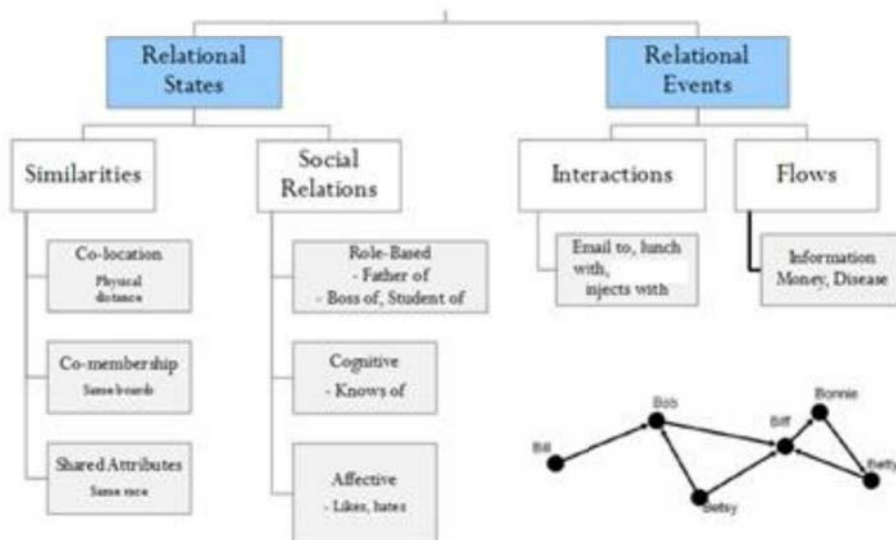 Relational
States
Relational
Events
Similarities
Social
Relations
Interactions
Flows
Co-location
Physical
distance
Role-Based
- Father of
- Boss of, Student of
Email to, lunch
with,
injects with
Information
Money, Disease
Co-membership
Same boards
Cognitive
- Knows of
Shared Attributes
Same race
Affective
- Likes, hates
Bill
Bob
Biff
Bonnie
Betty
Betsy